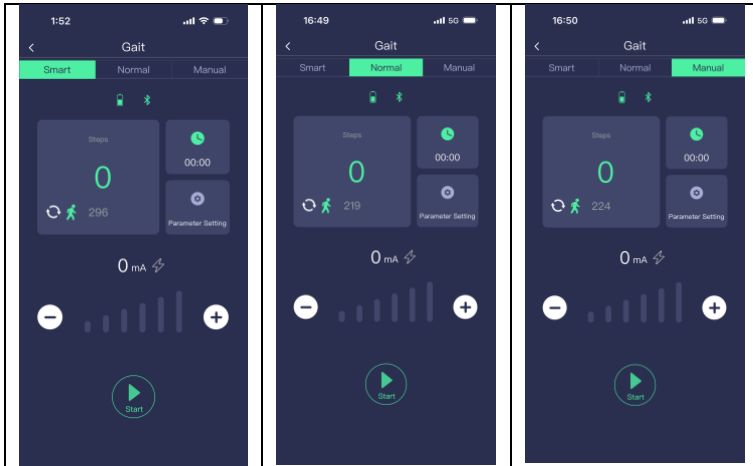 1:52
Gait
Smart Normal Manual
Steps
0
00:00
296
Parameter Setting
0 mA
Start
16:49 5G
Gait
Smart Normal Manual
Steps
0
00:00
219
Parameter Setting
0 mA
Start
16:50 5G
Gait
Smart Normal Manual
Steps
0
00:00
224
Parameter Setting
0 mA
Start